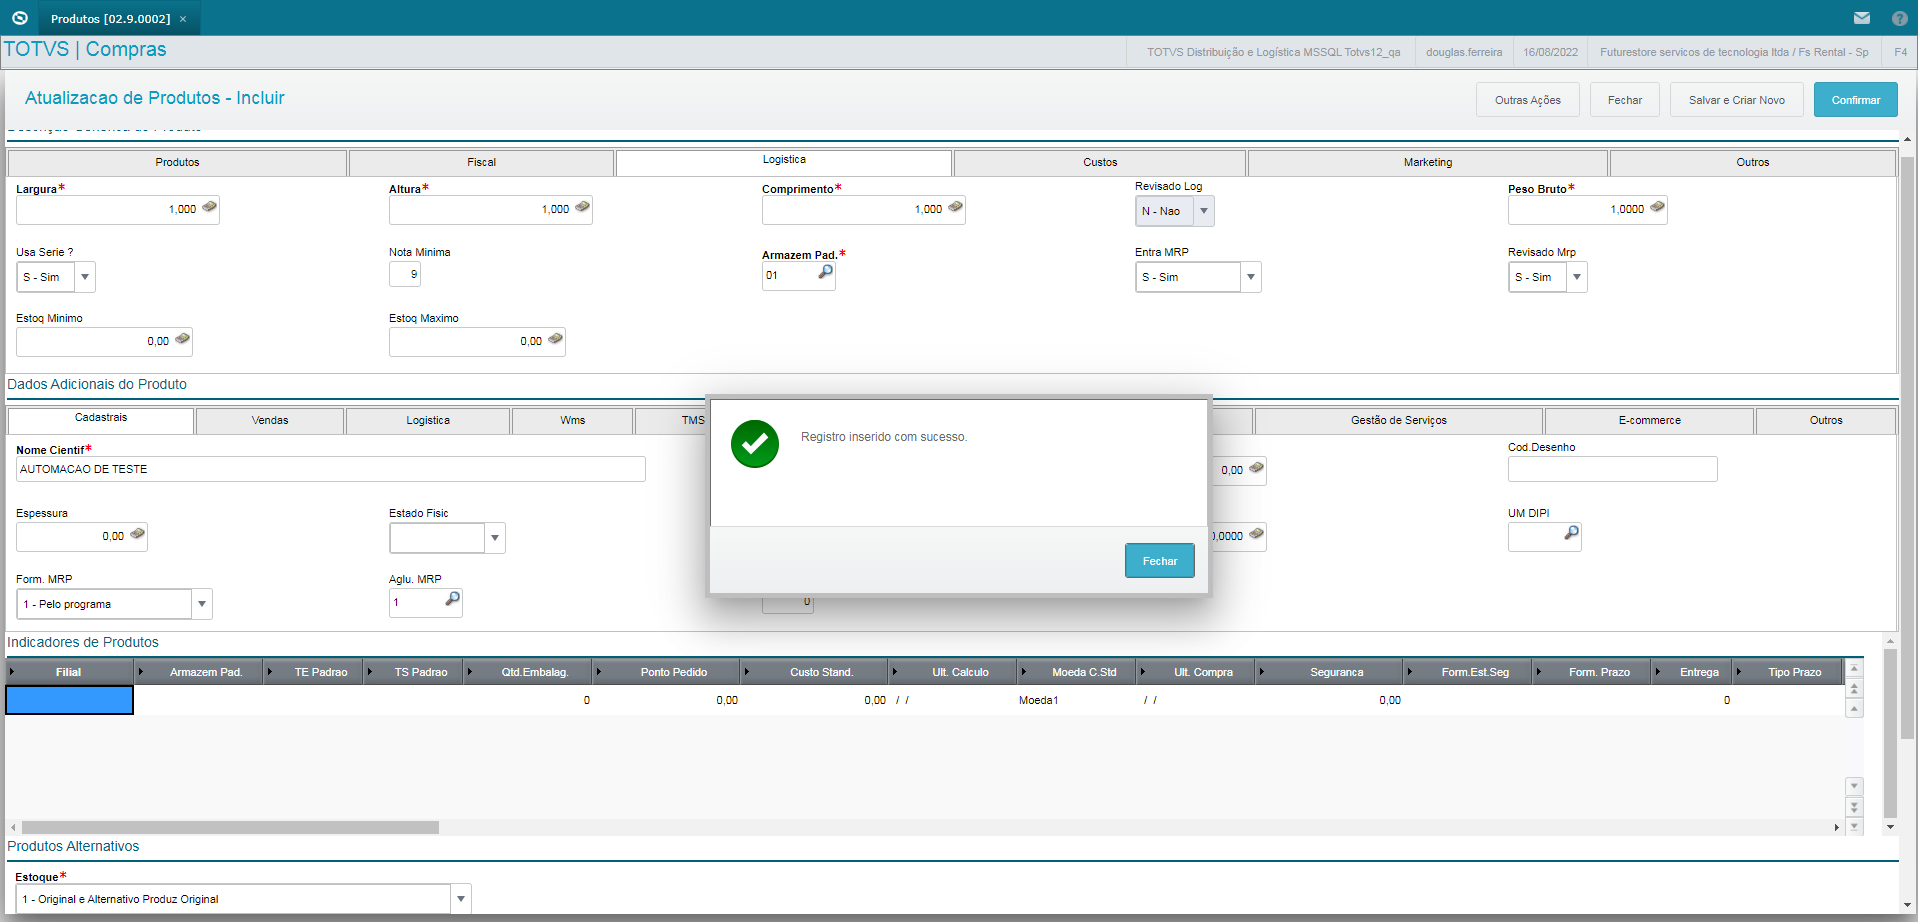 Produtos [02.9.0002] ×
TOTVS | Compras
TOTVS Distribuição e Logística MSSQL Totvs12_qa
douglas.ferreira
16/08/2022
Futurestore servicos de tecnologia ltda / Fs Rental - Sp
F4
Atualizacao de Produtos - Incluir
Outras Ações
Fechar
Salvar e Criar Novo
Confirmar
Produtos
Fiscal
Logistica
Custos
Marketing
Outros
Largura*
Altura*
Comprimento*
Revisado Log
Peso Bruto*
1,000
1,000
1,000
N - Nao
1,0000
Usa Serie ?
Nota Minima
Armazem Pad.*
Entra MRP
Revisado Mrp
S - Sim
9
01
S - Sim
S - Sim
Estoq Minimo
Estoq Maximo
0,00
0,00
Dados Adicionais do Produto
Cadastrais
Vendas
Logistica
Wms
TMS
Gestão de Serviços
E-commerce
Outros
Registro inserido com sucesso.
Fechar
Nome Cientif*
Cod.Desenho
AUTOMACAO DE TESTE
0,00
Espessura
Estado Fisic
UM DIPI
0,00
0,0000
Form. MRP
Aglu. MRP
1 - Pelo programa
1
0
Indicadores de Produtos
Filial
Armazem Pad.
TE Padrao
TS Padrao
Qtd.Embalag.
Ponto Pedido
Custo Stand.
Ult. Calculo
Moeda C.Std
Ult. Compra
Seguranca
Form.Est.Seg
Form. Prazo
Entrega
Tipo Prazo
0
0,00
0,00
/ /
Moeda1
/ /
0,00
0
Produtos Alternativos
Estoque*
1 - Original e Alternativo Produz Original